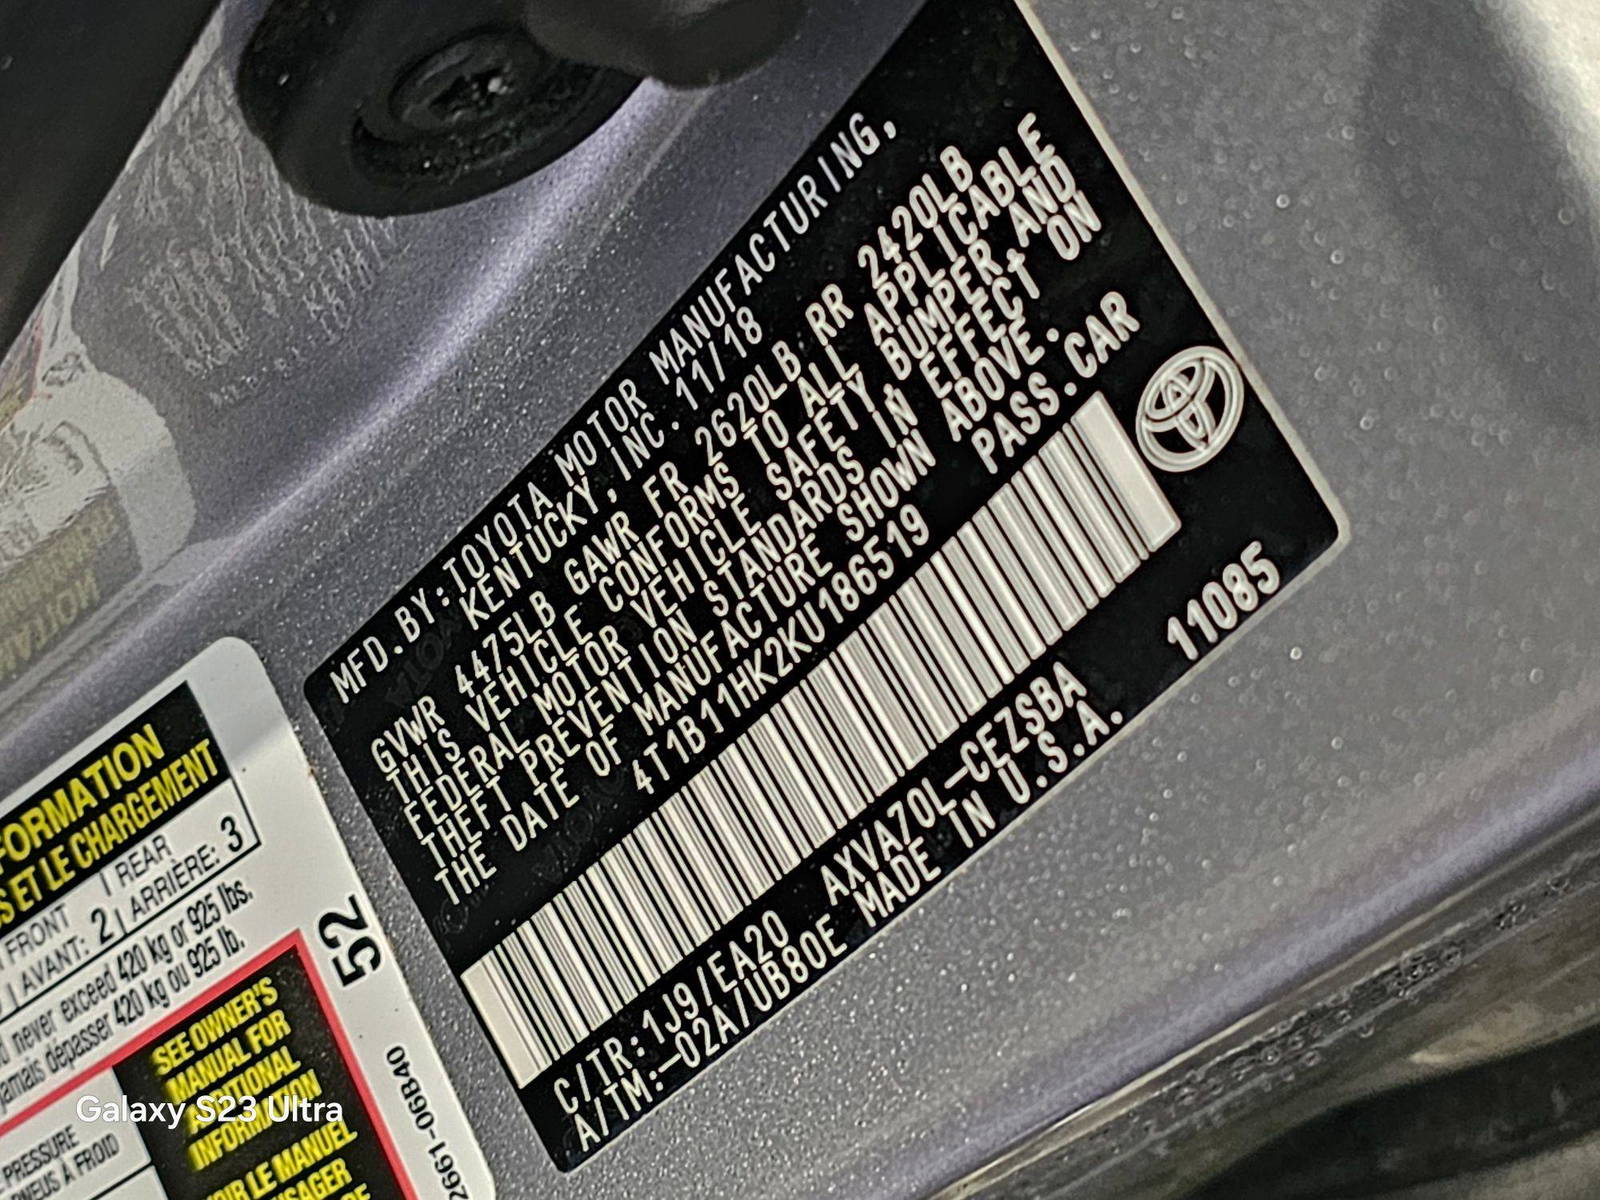 MFD.BY:TOYOTA MOTOR MANUFACTURING,
KENTUCKY,INC. 11/18
GVWR 4475LB GAWR FR 2620LB RR 2420LB
THIS VEHICLE CONFORMS TO ALL APPLICABLE
FEDERAL MOTOR VEHICLE SAFETY, BUMPER, AND
THEFT PREVENTION STANDARDS IN EFFECT ON
THE DATE OF MANUFACTURE SHOWN ABOVE.
4T1B11HK2KU186519 PASS.CAR
C/TR:1J9/EA20 AXVA70L-CEZSBA 11085
A/TM:-02A/UB80E MADE IN U.S.A.
FORMATION
ET LE CHARGEMENT
FRONT | REAR
AVANT: 2 | ARRIÈRE: 3
never exceed 420 kg or 925 lbs.
jamais dépasser 420 kg ou 925 lb.
52
SEE OWNER'S
MANUAL FOR
ADDITIONAL
INFORMATION
LE MANUEL
PRESSURE
À FROID
2661-06B40
Galaxy S23 Ultra